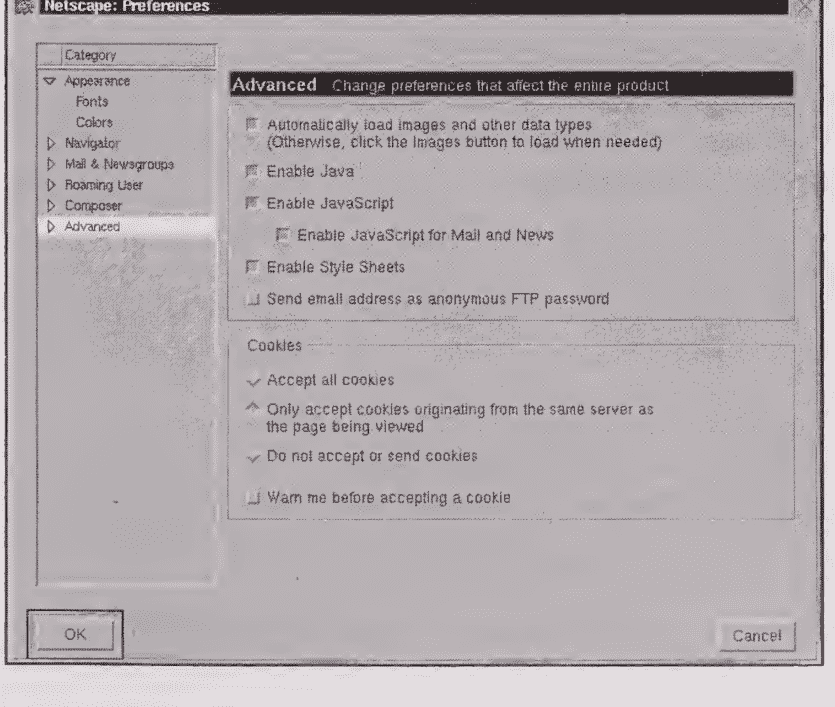 Netscape: Preferences
Category
Appearance
Fonts
Colors
Navigator
Mail & Newsgroups
Roaming User
Composer
Advanced
Advanced Change preferences that affect the entire product
Automatically load images and other data types
(Otherwise, click the Images button to load when needed)
Enable Java
Enable JavaScript
Enable JavaScript for Mail and News
Enable Style Sheets
Send email address as anonymous FTP password
Cookies
Accept all cookies
Only accept cookies originating from the same server as
the page being viewed
Do not accept or send cookies
Warn me before accepting a cookie
OK
Cancel